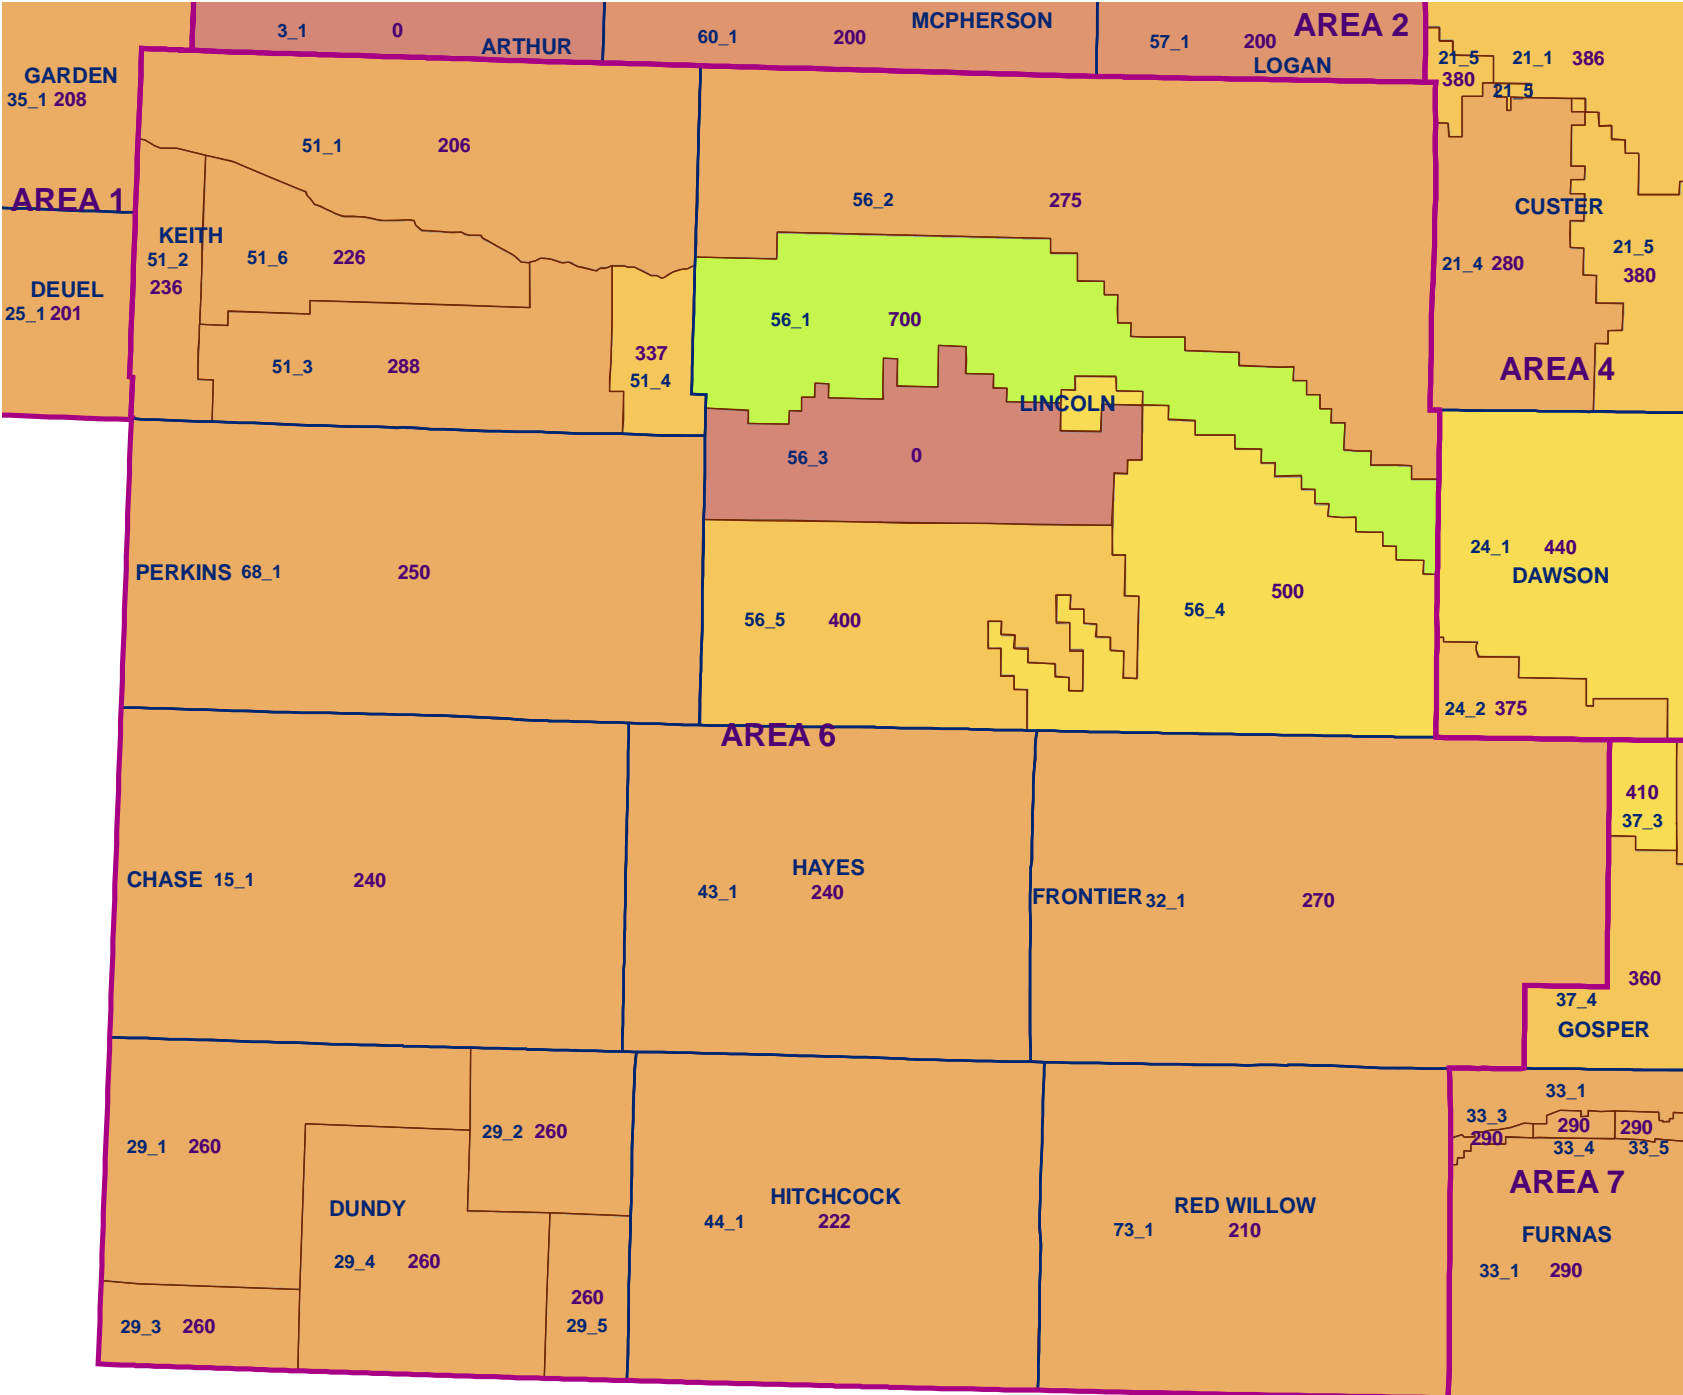 3_1 0 ARTHUR
60_1 200 MCPHERSON
57_1 200 LOGAN
AREA 2
21_5 380
21_1 386
21_5
GARDEN
35_1 208
AREA 1
DEUEL
25_1 201
51_1 206
KEITH
51_2
236
51_6 226
51_3 288
337
51_4
56_2 275
56_1 700
LINCOLN
56_3 0
56_5 400
56_4 500
CUSTER
21_4 280
21_5
380
AREA 4
24_1 440
DAWSON
24_2 375
PERKINS 68_1 250
AREA 6
CHASE 15_1 240
HAYES
43_1 240
FRONTIER 32_1 270
410
37_3
360
37_4
GOSPER
29_1 260
29_2 260
DUNDY
29_4 260
29_3 260
260
29_5
HITCHCOCK
44_1 222
RED WILLOW
73_1 210
33_1
33_3
290
290
290
33_4
33_5
AREA 7
FURNAS
33_1 290